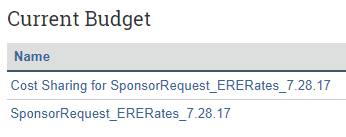 Current Budget
Name
Cost Sharing for SponsorRequest_ERERates_7.28.17
SponsorRequest_ERERates_7.28.17